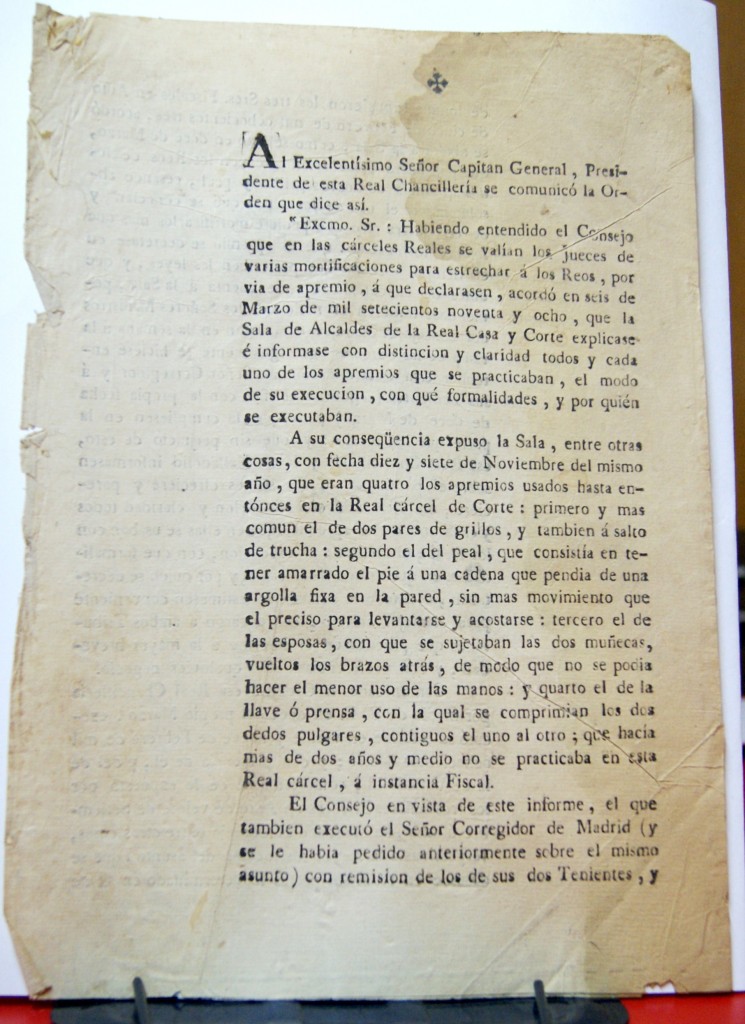 Al Excelentísimo Señor Capitan General, Presi-
dente de esta Real Chancillería se comunicó la Or-
den que dice así.
"Excmo. Sr.: Habiendo entendido el Consejo
que en las cárceles Reales se valían los Jueces de
varias mortificaciones para estrechar á los Reos, por
via de apremio, á que declarasen, acordó en seis de
Marzo de mil setecientos noventa y ocho, que la
Sala de Alcaldes de la Real Casa y Corte explicase
é informase con distincion y claridad todos y cada
uno de los apremios que se practicaban, el modo
de su execucion, con qué formalidades, y por quién
se executaban.
A su conseqüencia expuso la Sala, entre otras
cosas, con fecha diez y siete de Noviembre del mismo
año, que eran quatro los apremios usados hasta en-
tónces en la Real cárcel de Corte: primero y mas
comun el de dos pares de grillos, y tambien á salto
de trucha: segundo el del peal, que consistía en te-
ner amarrado el pie á una cadena que pendia de una
argolla fixa en la pared, sin mas movimiento que
el preciso para levantarse y acostarse: tercero el de
las esposas, con que se sujetaban las dos muñecas,
vueltos los brazos atrás, de modo que no se podia
hacer el menor uso de las manos: y quarto el de la
llave ó prensa, con la qual se comprimian los dos
dedos pulgares, contiguos el uno al otro; que hacía
mas de dos años y medio no se practicaba en esta
Real cárcel, á instancia Fiscal.
El Consejo en vista de este informe, el que
tambien executó el Señor Corregidor de Madrid (y
se le habia pedido anteriormente sobre el mismo
asunto) con remision de los de sus dos Tenientes, y